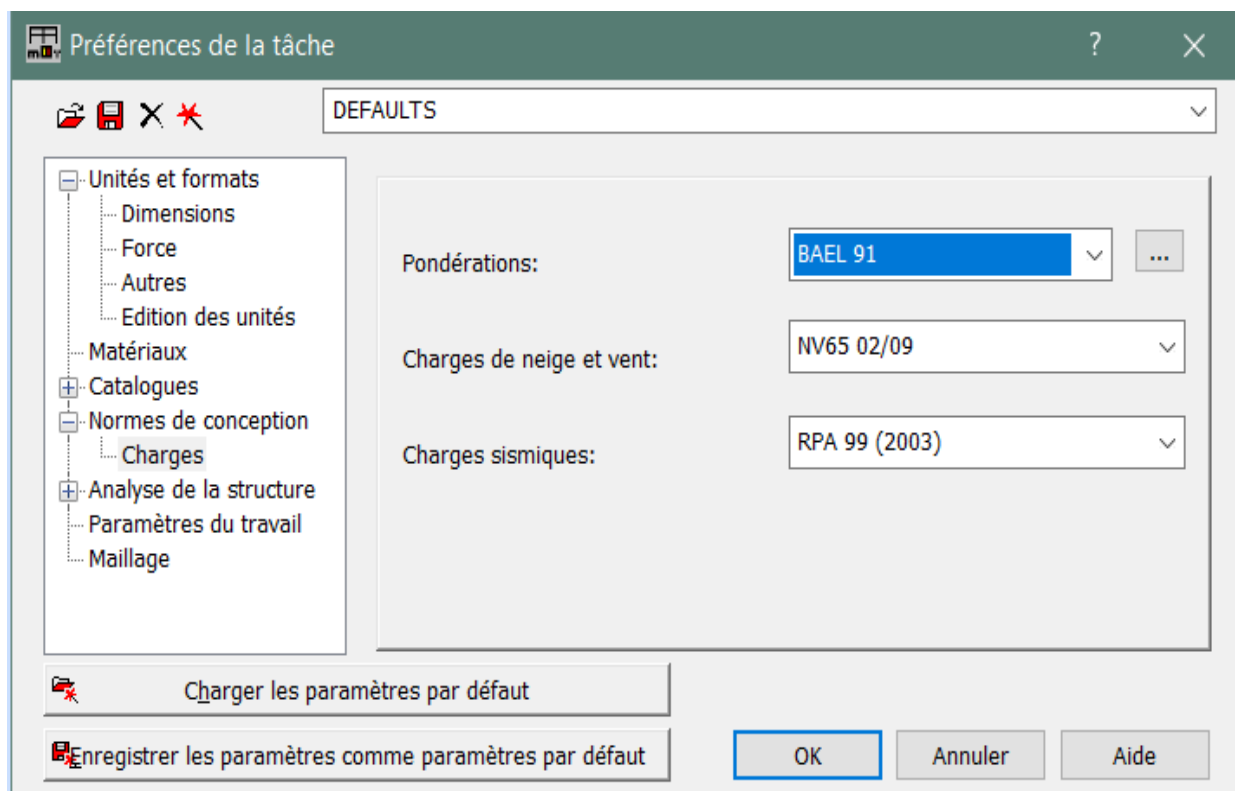 Préférences de la tâche
?
DEFAULTS
Unités et formats
Dimensions
Force
Autres
Edition des unités
Matériaux
Catalogues
Normes de conception
Charges
Analyse de la structure
Paramètres du travail
Maillage
Pondérations:
BAEL 91
...
Charges de neige et vent:
NV65 02/09
Charges sismiques:
RPA 99 (2003)
Charger les paramètres par défaut
Enregistrer les paramètres comme paramètres par défaut
OK
Annuler
Aide